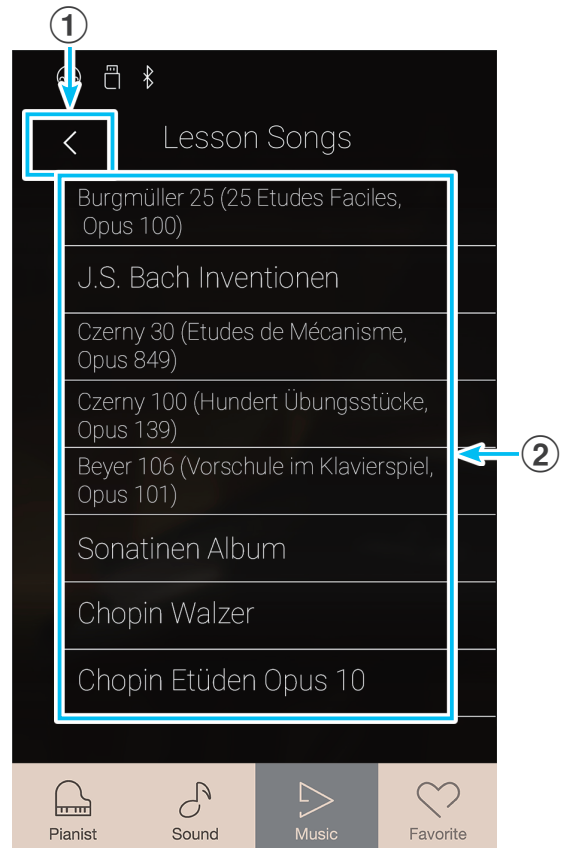 1
Lesson Songs
Burgmüller 25 (25 Etudes Faciles,
Opus 100)
J.S. Bach Inventionen
Czerny 30 (Etudes de Mécanisme,
Opus 849)
Czerny 100 (Hundert Übungsstücke,
Opus 139)
2
Beyer 106 (Vorschule im Klavierspiel,
Opus 101)
Sonatinen Album
Chopin Walzer
Chopin Etüden Opus 10
Pianist Sound Music Favorite